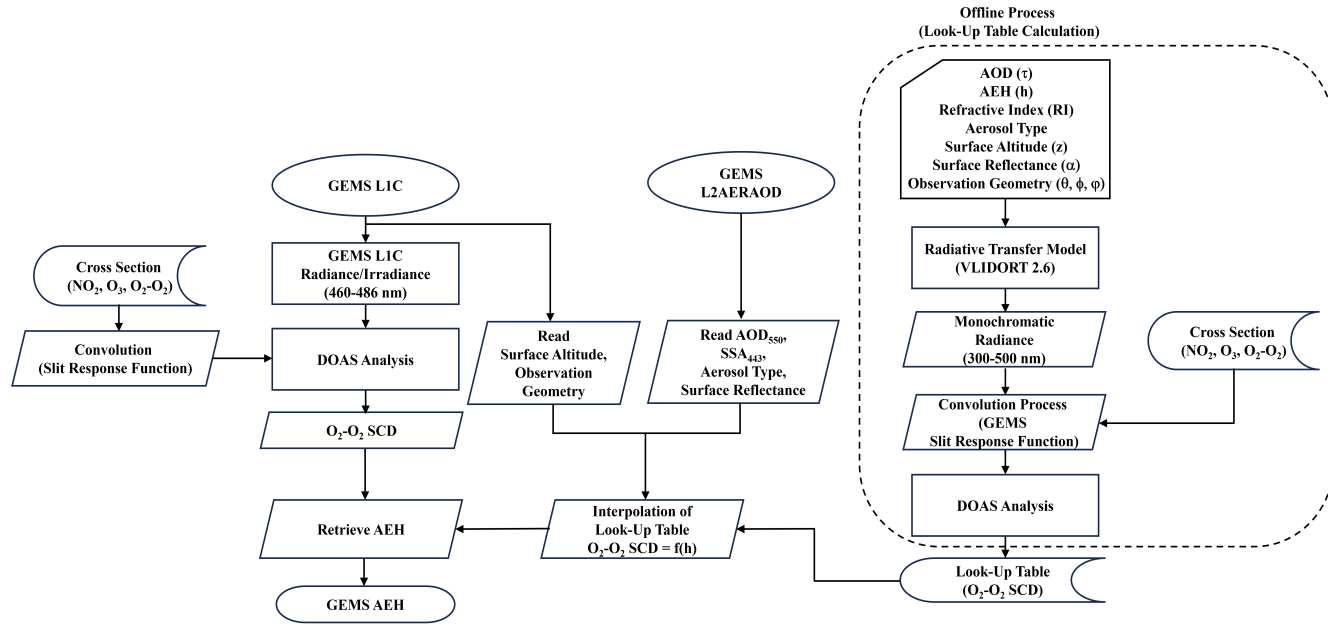 Offline Process
(Look-Up Table Calculation)
AOD (τ)
AEH (h)
Refractive Index (RI)
Aerosol Type
Surface Altitude (z)
Surface Reflectance (α)
Observation Geometry (θ, ϕ, φ)
GEMS L1C
GEMS
L2AERAOD
Cross Section
(NO₂, O₃, O₂-O₂)
GEMS L1C
Radiance/Irradiance
(460-486 nm)
Radiative Transfer Model
(VLIDORT 2.6)
Convolution
(Slit Response Function)
DOAS Analysis
Read
Surface Altitude,
Observation
Geometry
Read AOD₅₅₀,
SSA₄₄₃,
Aerosol Type,
Surface Reflectance
Monochromatic
Radiance
(300-500 nm)
Cross Section
(NO₂, O₃, O₂-O₂)
O₂-O₂ SCD
Convolution Process
(GEMS
Slit Response Function)
Retrieve AEH
Interpolation of
Look-Up Table
O₂-O₂ SCD = f(h)
DOAS Analysis
GEMS AEH
Look-Up Table
(O₂-O₂ SCD)